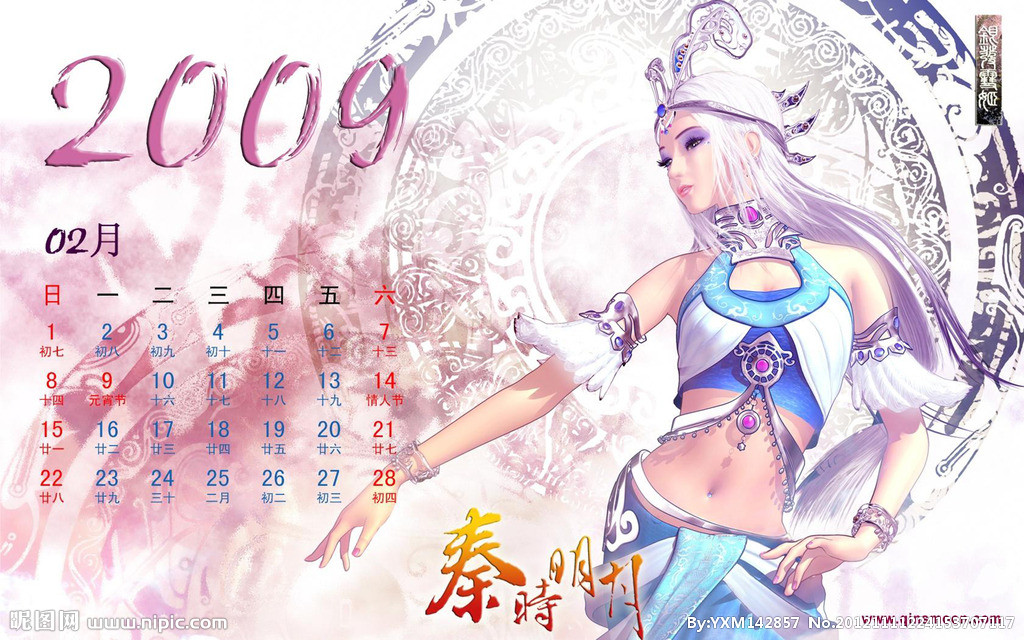 2009
銀翡雪姬
02月
日 一 二 三 四 五 六
1 2 3 4 5 6 7
初七 初八 初九 初十 十一 十二 十三
8 9 10 11 12 13 14
十四 元宵节 十六 十七 十八 十九 情人节
15 16 17 18 19 20 21
廿一 廿二 廿三 廿四 廿五 廿六 廿七
22 23 24 25 26 27 28
廿八 廿九 三十 二月 初二 初三 初四
秦時明月
昵图网 www.nipic.com
By:YXM142857